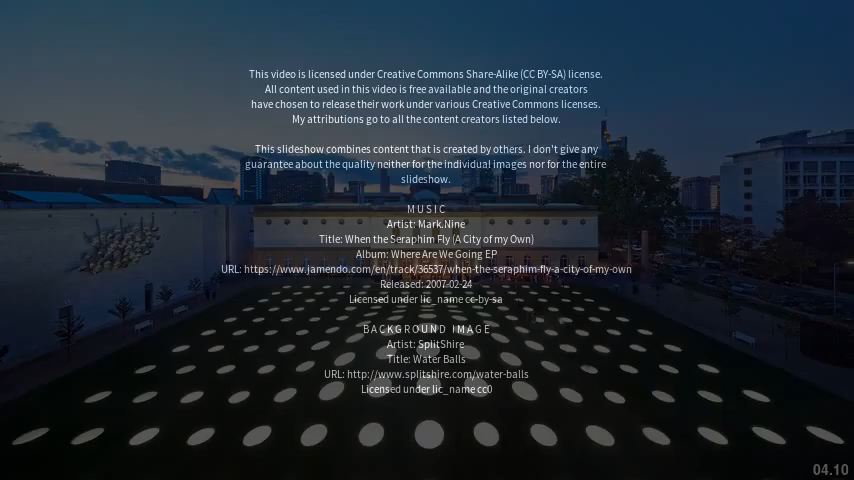 This video is licensed under Creative Commons Share-Alike (CC BY-SA) license.
All content used in this video is free available and the original creators
have chosen to release their work under various Creative Commons licenses.
My attributions go to all the content creators listed below.
This slideshow combines content that is created by others. I don't give any
guarantee about the quality neither for the individual images nor for the entire
slideshow.
MUSIC
Artist: Mark.Nine
Title: When the Seraphim Fly (A City of my Own)
Album: Where Are We Going EP
URL: https://www.jamendo.com/en/track/36537/when-the-seraphim-fly-a-city-of-my-own
Released: 2007-02-24
Licensed under lic_name cc-by-sa
BACKGROUND IMAGE
Artist: SplitShire
Title: Water Balls
URL: http://www.splitshire.com/water-balls
Licensed under lic_name cc0
04.10